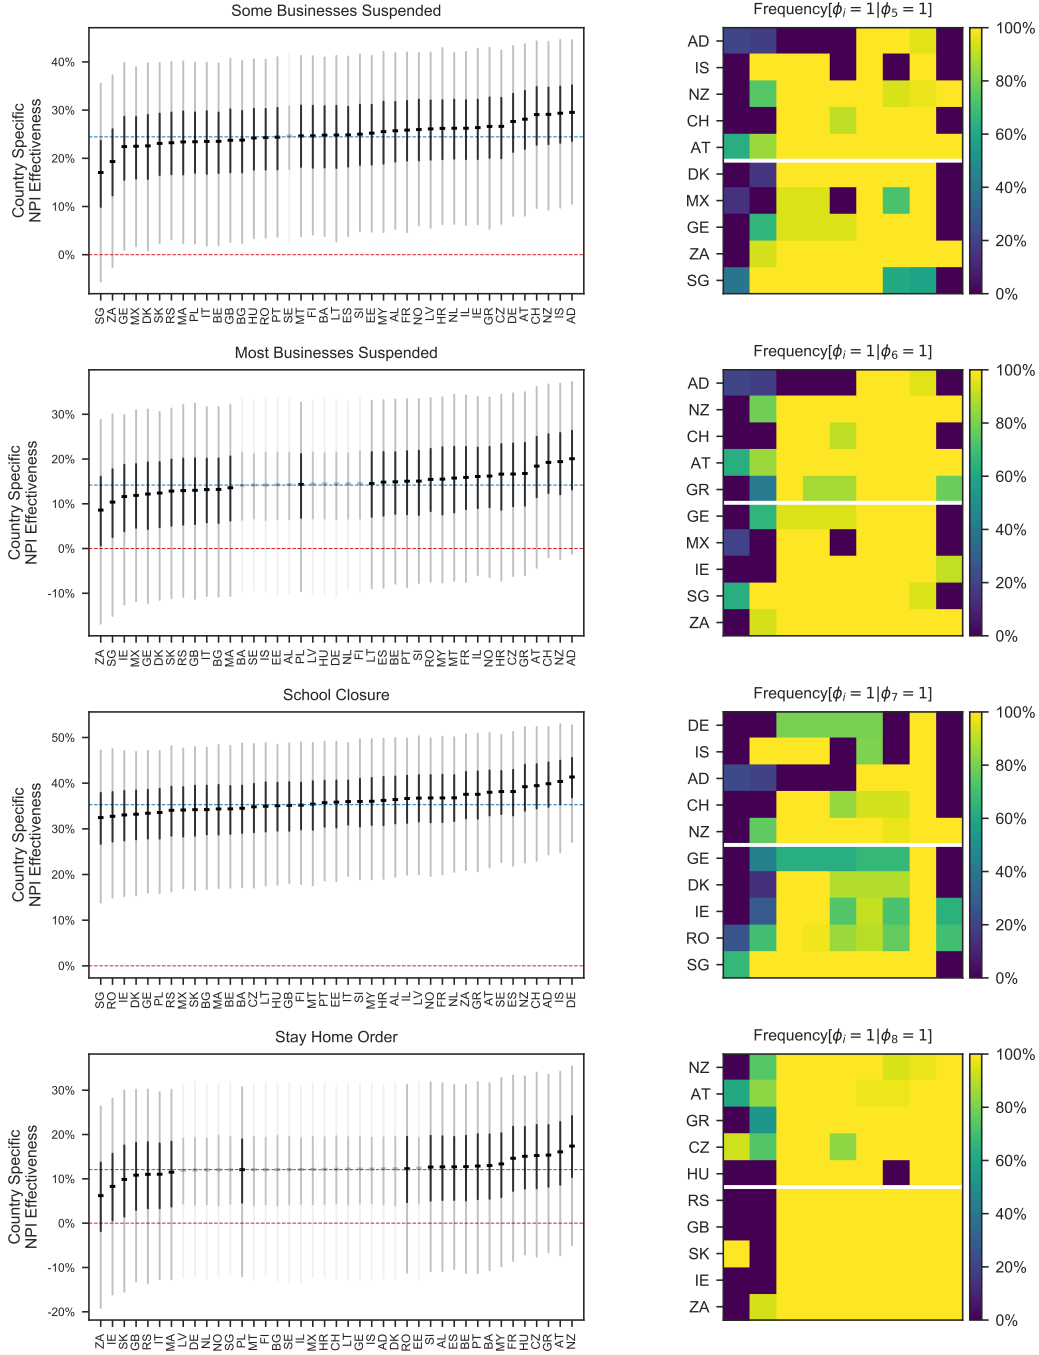 Some Businesses Suspended
Frequency[ϕi = 1|ϕ5 = 1]
Country Specific
NPI Effectiveness
40%
30%
20%
10%
0%
SG ZA GE MX DK SK RS MA PL IT BE GB BG HU RO PT SE MT FI BA LT ES SI EE MY AL FR NO LV HR NL IL IE GR CZ DE AT CH NZ IS AD
AD
IS
NZ
CH
AT
DK
MX
GE
ZA
SG
100%
80%
60%
40%
20%
0%
Most Businesses Suspended
Frequency[ϕi = 1|ϕ6 = 1]
Country Specific
NPI Effectiveness
30%
20%
10%
0%
-10%
ZA SG IE MX GE DK SK RS GB IT BG MA BA SE IS EE AL PL LV HU DE NL FI LT ES BE PT SI RO MY MT FR IL NO HR CZ GR AT CH NZ AD
AD
NZ
CH
AT
GR
GE
MX
IE
SG
ZA
100%
80%
60%
40%
20%
0%
School Closure
Frequency[ϕi = 1|ϕ7 = 1]
Country Specific
NPI Effectiveness
50%
40%
30%
20%
10%
0%
SG RO IE DK GE PL RS MX SK BG MA BE BA CZ LT HU GB FI MT PT EE IT SI MY HR AL IL LV NO FR NL ZA GR AT SE ES NZ CH AD IS DE
DE
IS
AD
CH
NZ
GE
DK
IE
RO
SG
100%
80%
60%
40%
20%
0%
Stay Home Order
Frequency[ϕi = 1|ϕ8 = 1]
Country Specific
NPI Effectiveness
30%
20%
10%
0%
-10%
-20%
ZA IE SK GB RS IT MA LV DE NL NO SG PL MT FI BG SE IL MX HR CH LT GE IS AD DK RO EE SI AL ES BE PT BA MY FR HU CZ GR AT NZ
NZ
AT
GR
CZ
HU
RS
GB
SK
IE
ZA
100%
80%
60%
40%
20%
0%